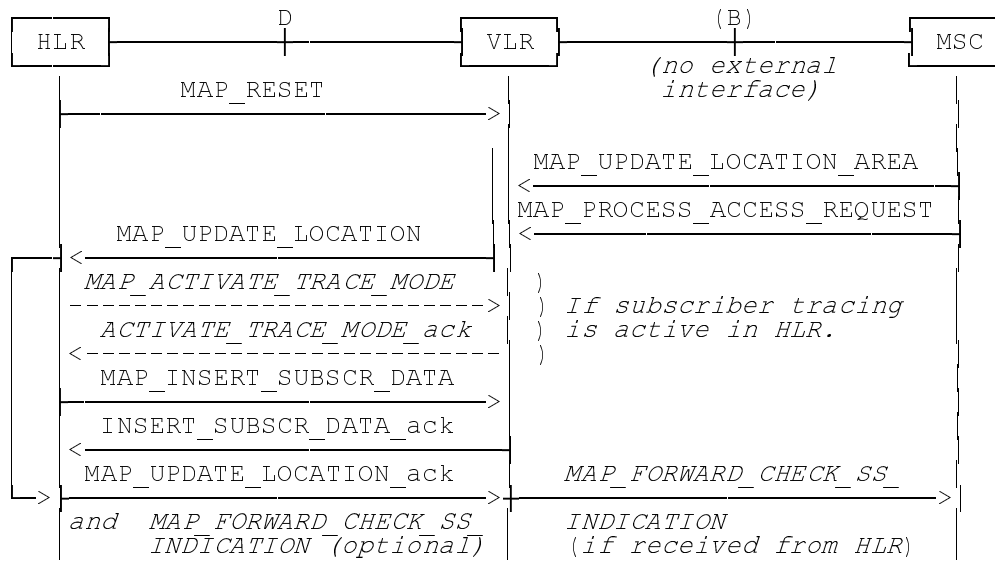 D (B)
HLR VLR MSC
(no external
interface)
MAP_RESET
MAP_UPDATE_LOCATION_AREA
MAP_PROCESS_ACCESS_REQUEST
MAP_UPDATE_LOCATION
MAP_ACTIVATE_TRACE_MODE )
) If subscriber tracing
ACTIVATE_TRACE_MODE_ack ) is active in HLR.
)
MAP_INSERT_SUBSCR_DATA
INSERT_SUBSCR_DATA_ack
MAP_UPDATE_LOCATION_ack MAP_FORWARD_CHECK_SS_
and MAP_FORWARD_CHECK_SS_ INDICATION
INDICATION (optional) (if received from HLR)